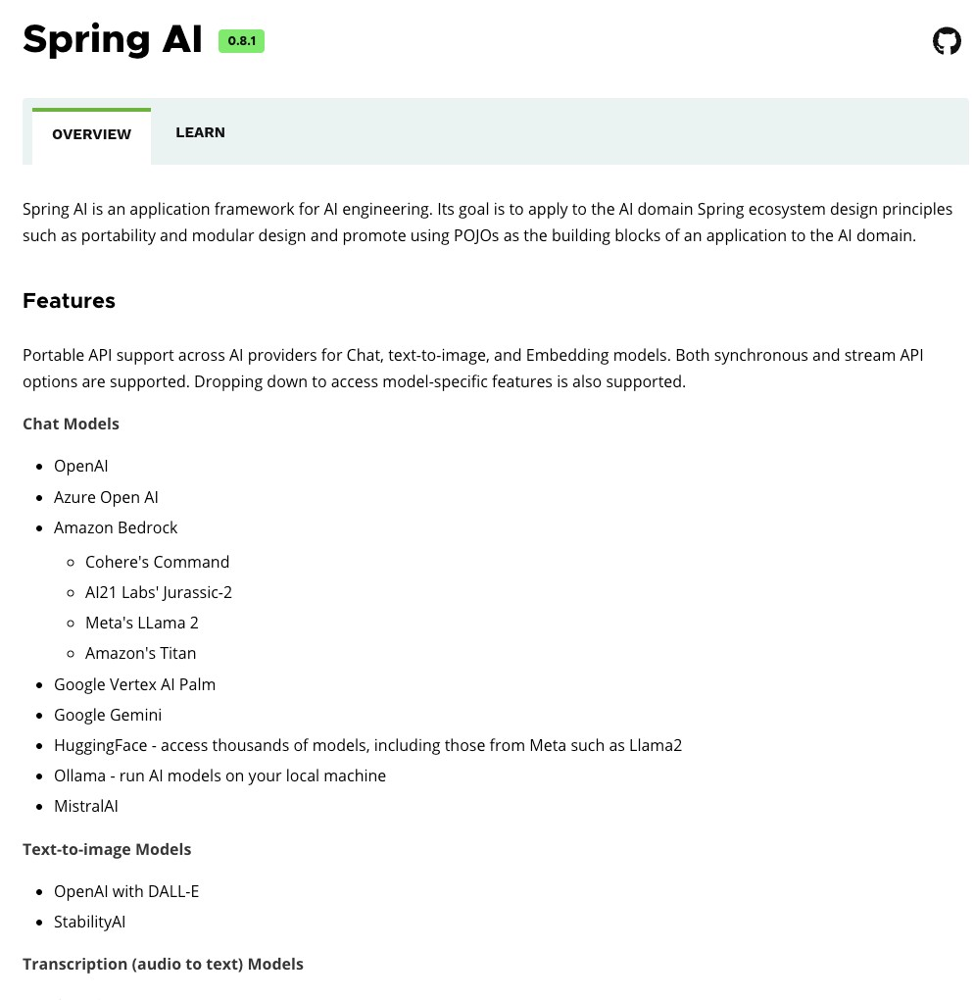 Spring AI 0.8.1
OVERVIEW LEARN
Spring AI is an application framework for AI engineering. Its goal is to apply to the AI domain Spring ecosystem design principles
such as portability and modular design and promote using POJOs as the building blocks of an application to the AI domain.
Features
Portable API support across AI providers for Chat, text-to-image, and Embedding models. Both synchronous and stream API
options are supported. Dropping down to access model-specific features is also supported.
Chat Models
OpenAI
Azure Open AI
Amazon Bedrock
Cohere's Command
AI21 Labs' Jurassic-2
Meta's LLama 2
Amazon's Titan
Google Vertex AI Palm
Google Gemini
HuggingFace - access thousands of models, including those from Meta such as Llama2
Ollama - run AI models on your local machine
MistralAI
Text-to-image Models
OpenAI with DALL-E
StabilityAI
Transcription (audio to text) Models